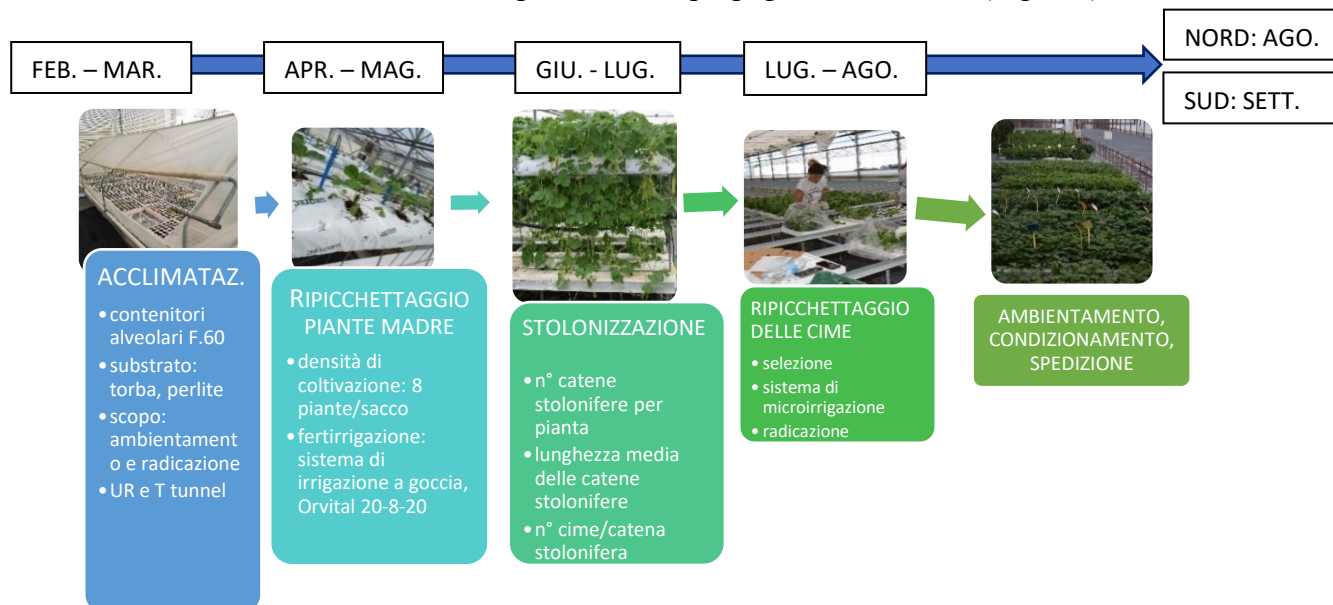 FEB. – MAR.
APR. – MAG.
GIU. - LUG.
LUG. – AGO.
NORD: AGO.
SUD: SETT.
ACCLIMATAZ.
• contenitori
alveolari F.60
• substrato:
torba, perlite
• scopo:
ambientament
o e radicazione
• UR e T tunnel
RIPICCHETTAGGIO
PIANTE MADRE
• densità di
coltivazione: 8
piante/sacco
• fertirrigazione:
sistema di
irrigazione a goccia,
Orvital 20-8-20
STOLONIZZAZIONE
• n° catene
stolonifere per
pianta
• lunghezza media
delle catene
stolonifere
• n° cime/catena
stolonifera
RIPICCHETTAGGIO
DELLE CIME
• selezione
• sistema di
microirrigazione
• radicazione
AMBIENTAMENTO,
CONDIZIONAMENTO,
SPEDIZIONE